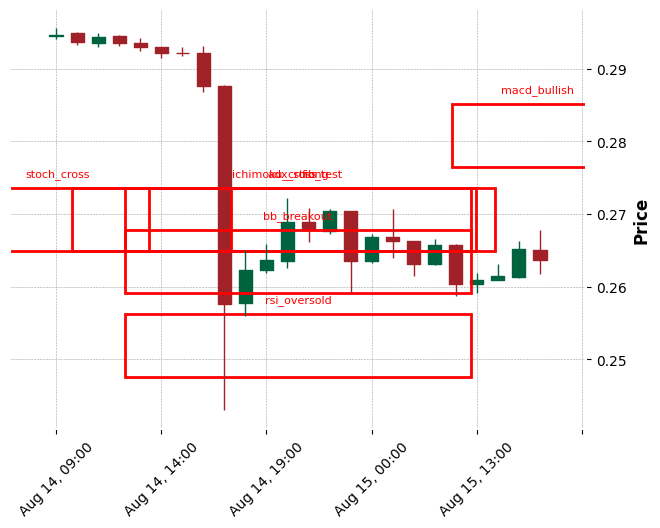 macd_bullish
0.29
0.28
stoch_cross
0.27
bb_breakout
Price
0.26
rsi_oversold
0.25
Aug 14, 09:00
Aug 14, 14:00
Aug 14, 19:00
Aug 15, 00:00
Aug 15, 13:00